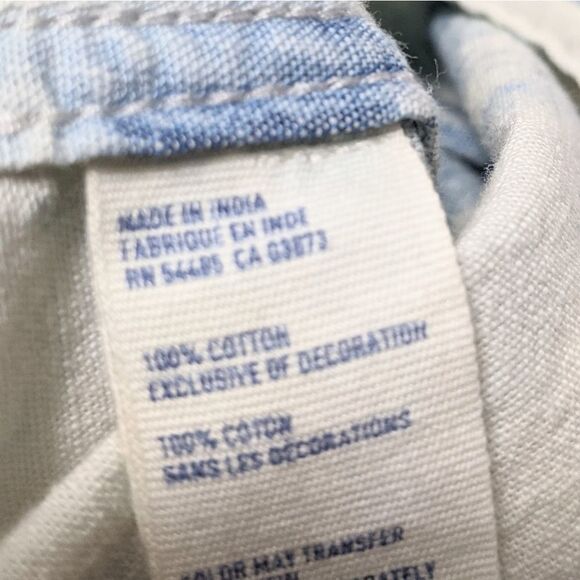 MADE IN INDIA
FABRIQUE EN INDE
RN 54485 CA 03873
100% COTTON
EXCLUSIVE OF DECORATION
100% COTON
SANS LES DECORATIONS
COLOR MAY TRANSFER